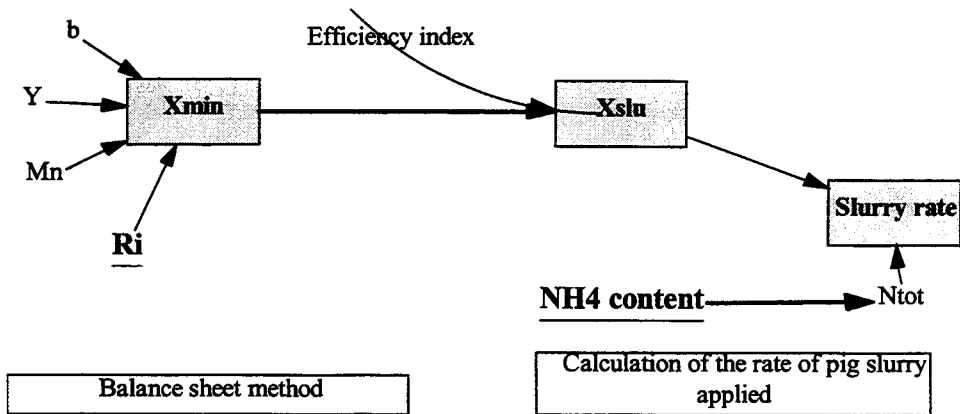 b
Efficiency index
Y
Xmin
Xslu
Mn
Slurry rate
Ri
NH4 content
Ntot
Balance sheet method
Calculation of the rate of pig slurry
applied